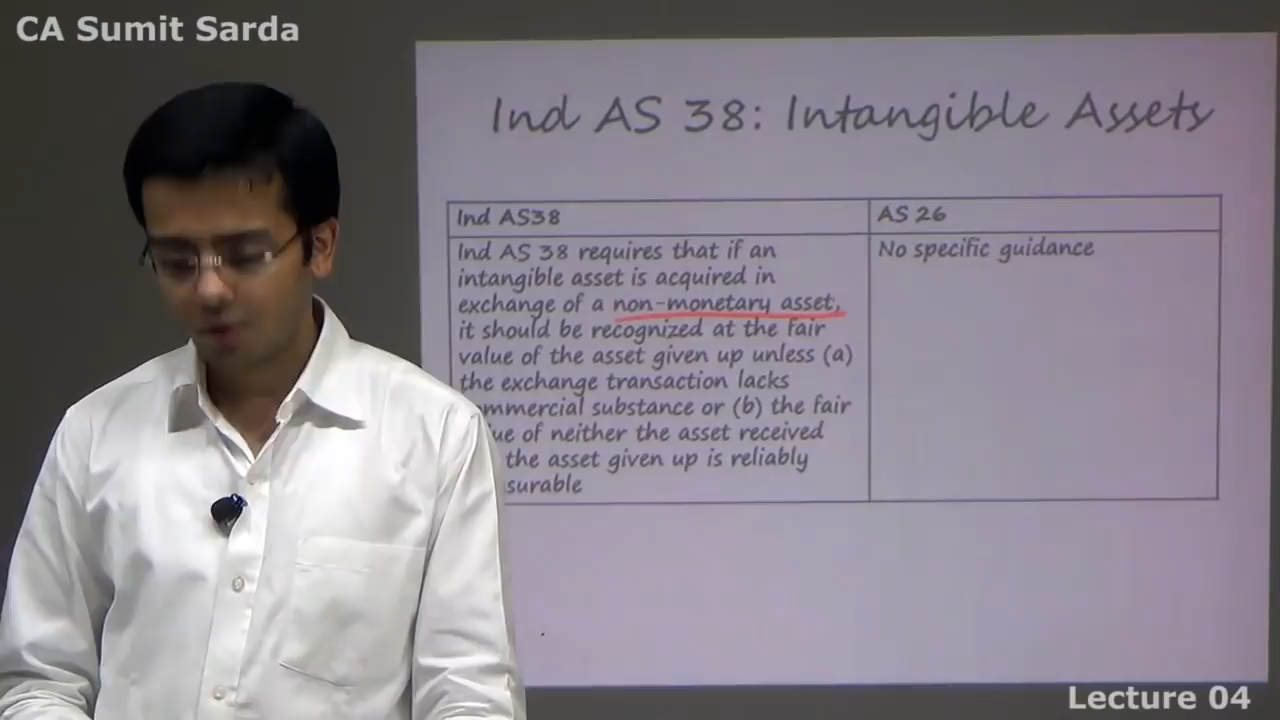 CA Sumit Sarda
Ind AS 38: Intangible Assets
Ind AS38
AS 26
Ind AS 38 requires that if an
intangible asset is acquired in
exchange of a non-monetary asset,
it should be recognized at the fair
value of the asset given up unless (a)
the exchange transaction lacks
substance or (b) the fair
of neither the asset received
the asset given up is reliably
No specific guidance
Lecture 04